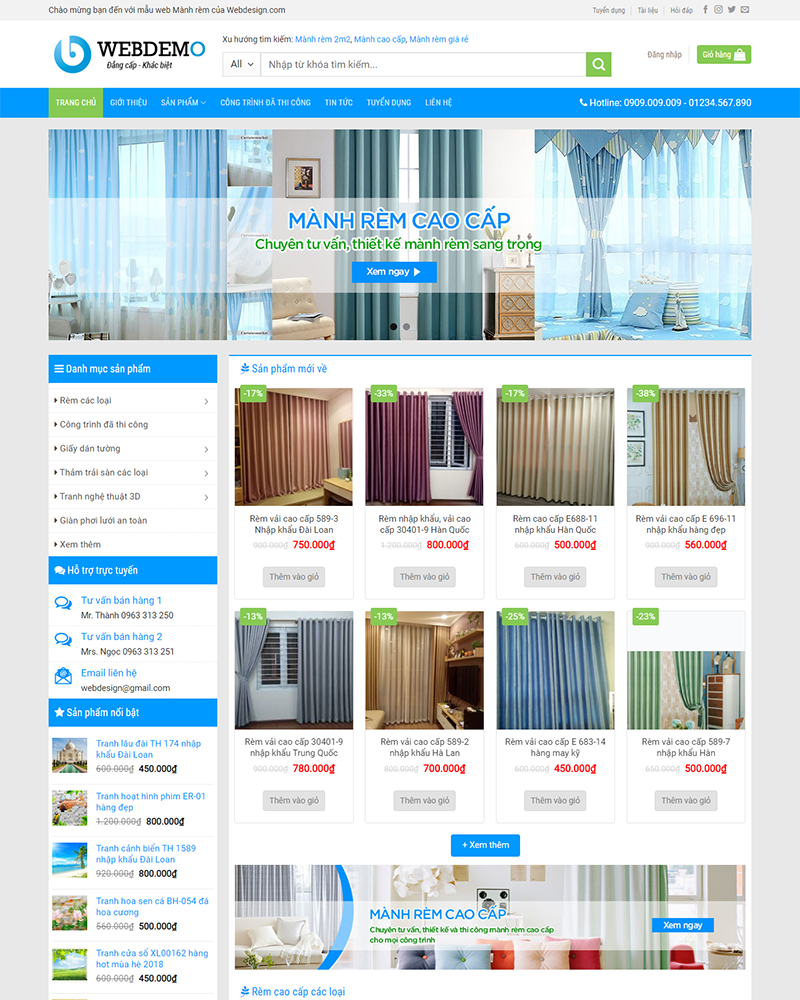 Chào mừng bạn đến với mẫu web Mành rèm của Webdesign.com
Tuyển dụng Tài liệu Hỏi đáp
WEBDEMO
Đẳng cấp - Khác biệt
Xu hướng tìm kiếm: Mành rèm 2m2, Mành cao cấp, Mành rèm giá rẻ
All Nhập từ khóa tìm kiếm...
Đăng nhập
Giỏ hàng
TRANG CHỦ GIỚI THIỆU SẢN PHẨM CÔNG TRÌNH ĐÃ THI CÔNG TIN TỨC TUYỂN DỤNG LIÊN HỆ
Hotline: 0909.009.009 - 01234.567.890
MÀNH RÈM CAO CẤP
Chuyên tư vấn, thiết kế mành rèm sang trọng
Xem ngay
Danh mục sản phẩm
Rèm các loại
Công trình đã thi công
Giấy dán tường
Thảm trải sàn các loại
Tranh nghệ thuật 3D
Giàn phơi lưới an toàn
Xem thêm
Hỗ trợ trực tuyến
Tư vấn bán hàng 1
Mr. Thành 0963 313 250
Tư vấn bán hàng 2
Mrs. Ngọc 0963 313 251
Email liên hệ
webdesign@gmail.com
Sản phẩm nổi bật
Tranh lâu đài TH 174 nhập
khẩu Đài Loan
600.000₫ 450.000₫
Tranh hoạt hình phim ER-01
hàng đẹp
1.200.000₫ 800.000₫
Tranh cảnh biển TH 1589
nhập khẩu Đài Loan
920.000₫ 800.000₫
Tranh hoa sen cá BH-054 đá
hoa cương
660.000₫ 500.000₫
Tranh cửa sổ XL00162 hàng
hot mùa hè 2018
600.000₫ 450.000₫
Sản phẩm mới về
-17% -33% -17% -38%
Rèm vải cao cấp 589-3
Nhập khẩu Đài Loan
900.000₫ 750.000₫
Thêm vào giỏ
Rèm nhập khẩu, vải cao
cấp 30401-9 Hàn Quốc
1.200.000₫ 800.000₫
Thêm vào giỏ
Rèm cao cấp E688-11
nhập khẩu Hàn Quốc
600.000₫ 500.000₫
Thêm vào giỏ
Rèm vải cao cấp E 696-11
nhập khẩu hàng đẹp
900.000₫ 560.000₫
Thêm vào giỏ
-13% -13% -25% -23%
Rèm vải cao cấp 30401-9
nhập khẩu Trung Quốc
900.000₫ 780.000₫
Thêm vào giỏ
Rèm vải cao cấp 589-2
nhập khẩu Hà Lan
800.000₫ 700.000₫
Thêm vào giỏ
Rèm vải cao cấp E 683-14
hàng may kỹ
600.000₫ 450.000₫
Thêm vào giỏ
Rèm vải cao cấp 589-7
nhập khẩu Hàn
650.000₫ 500.000₫
Thêm vào giỏ
+ Xem thêm
MÀNH RÈM CAO CẤP
Chuyên tư vấn, thiết kế và thi công mành rèm cao cấp
cho mọi công trình
Xem ngay
Rèm cao cấp các loại